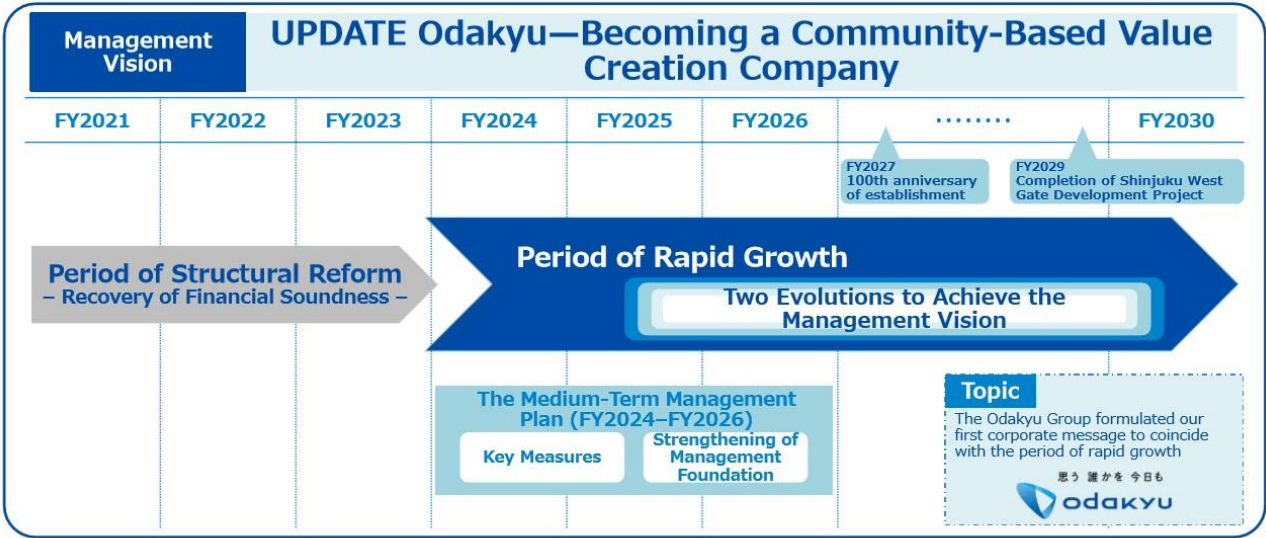 Management
Vision
UPDATE Odakyu—Becoming a Community-Based Value
Creation Company
FY2021
FY2022
FY2023
FY2024
FY2025
FY2026
········
FY2030
FY2027
100th anniversary
of establishment
FY2029
Completion of Shinjuku West
Gate Development Project
Period of Structural Reform
– Recovery of Financial Soundness –
Period of Rapid Growth
Two Evolutions to Achieve the
Management Vision
The Medium-Term Management
Plan (FY2024–FY2026)
Key Measures
Strengthening of
Management
Foundation
Topic
The Odakyu Group formulated our
first corporate message to coincide
with the period of rapid growth
思う 誰かを 今日も
odakyu